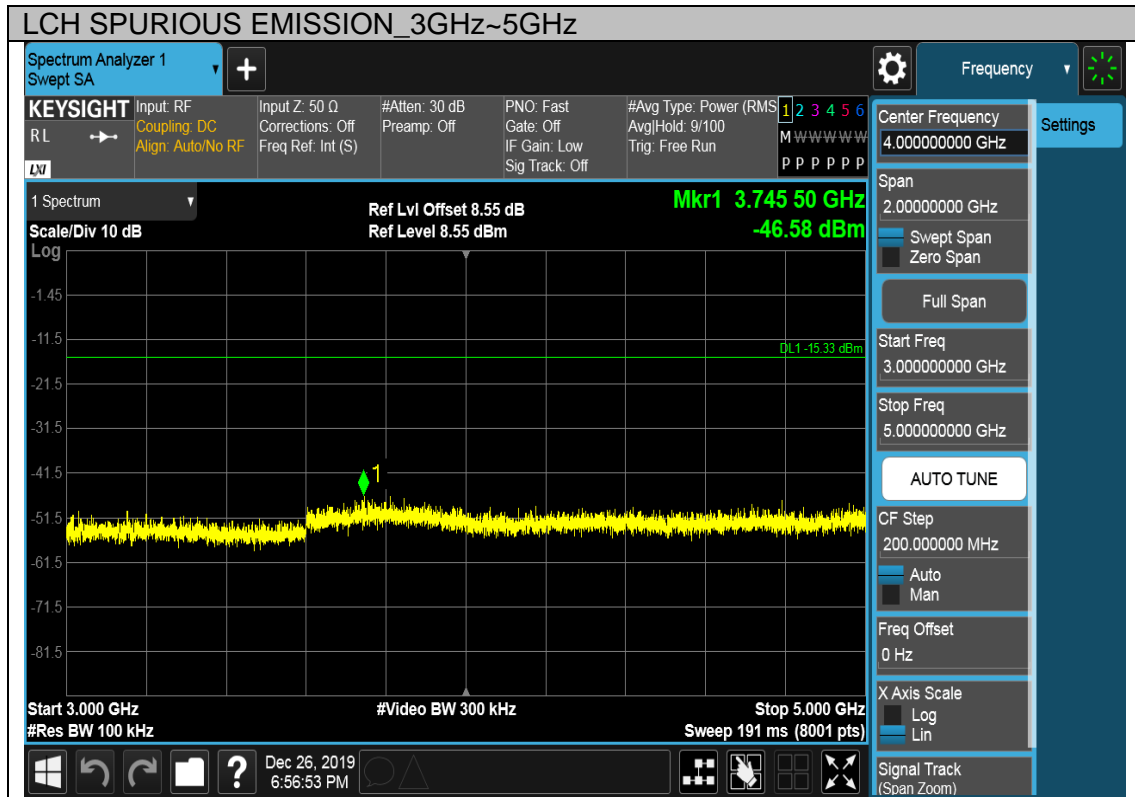 LCH SPURIOUS EMISSION_3GHz~5GHz
Spectrum Analyzer 1
Swept SA
Frequency
KEYSIGHT
RL
LXI
Input: RF
Coupling: DC
Align: Auto/No RF
Input Z: 50 Ω
Corrections: Off
Freq Ref: Int (S)
#Atten: 30 dB
Preamp: Off
PNO: Fast
Gate: Off
IF Gain: Low
Sig Track: Off
#Avg Type: Power (RMS
Avg|Hold: 9/100
Trig: Free Run
1 2 3 4 5 6
M W W W W W
P P P P P P
Center Frequency
4.000000000 GHz
Settings
1 Spectrum
Ref Lvl Offset 8.55 dB
Mkr1 3.745 50 GHz
Scale/Div 10 dB
Ref Level 8.55 dBm
-46.58 dBm
Log
-1.45
-11.5
-21.5
-31.5
-41.5
-51.5
-61.5
-71.5
-81.5
DL1 -15.33 dBm
1
Start 3.000 GHz
#Video BW 300 kHz
Stop 5.000 GHz
#Res BW 100 kHz
Sweep 191 ms (8001 pts)
Span
2.00000000 GHz
Swept Span
Zero Span
Full Span
Start Freq
3.000000000 GHz
Stop Freq
5.000000000 GHz
AUTO TUNE
CF Step
200.000000 MHz
Auto
Man
Freq Offset
0 Hz
X Axis Scale
Log
Lin
Signal Track
(Span Zoom)
?
Dec 26, 2019
6:56:53 PM